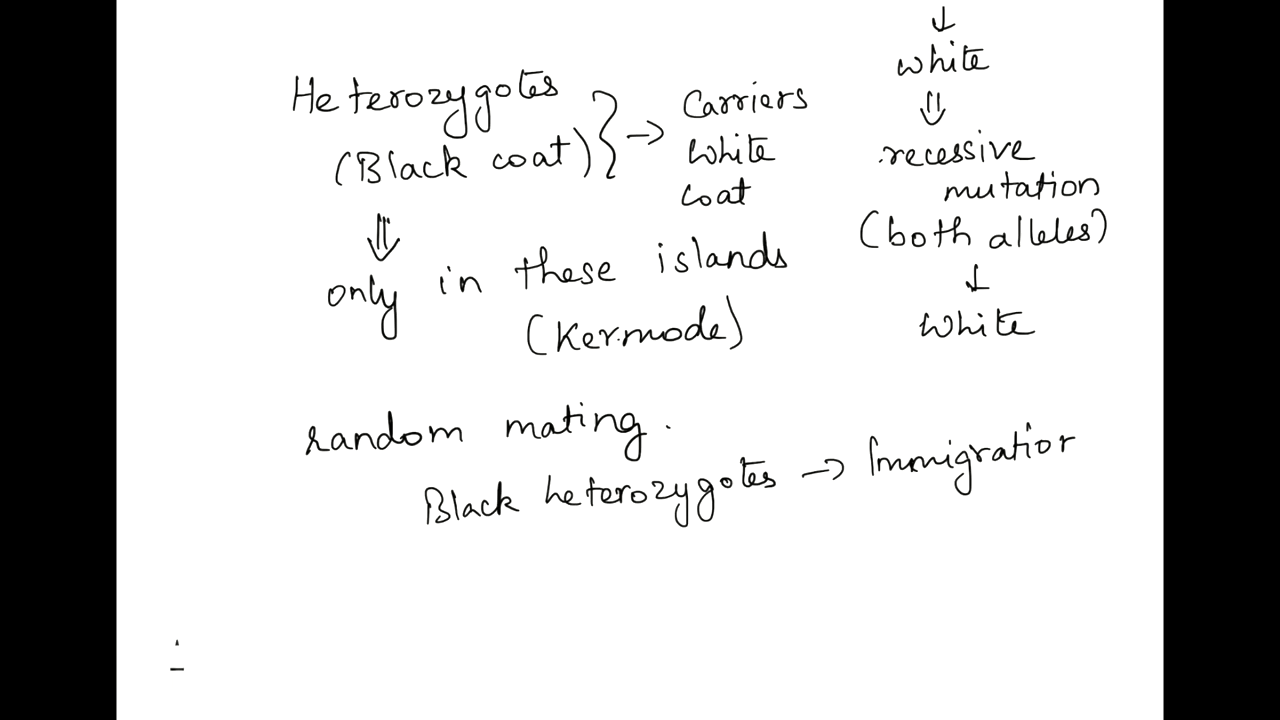 Heterozygotes
(Black coat)} → Carriers
white
coat
⇓
only in these islands
(Kermode)
↓
white
⇓
recessive
mutation
(both alleles)
↓
white
random mating.
Black heterozygotes → Immigration